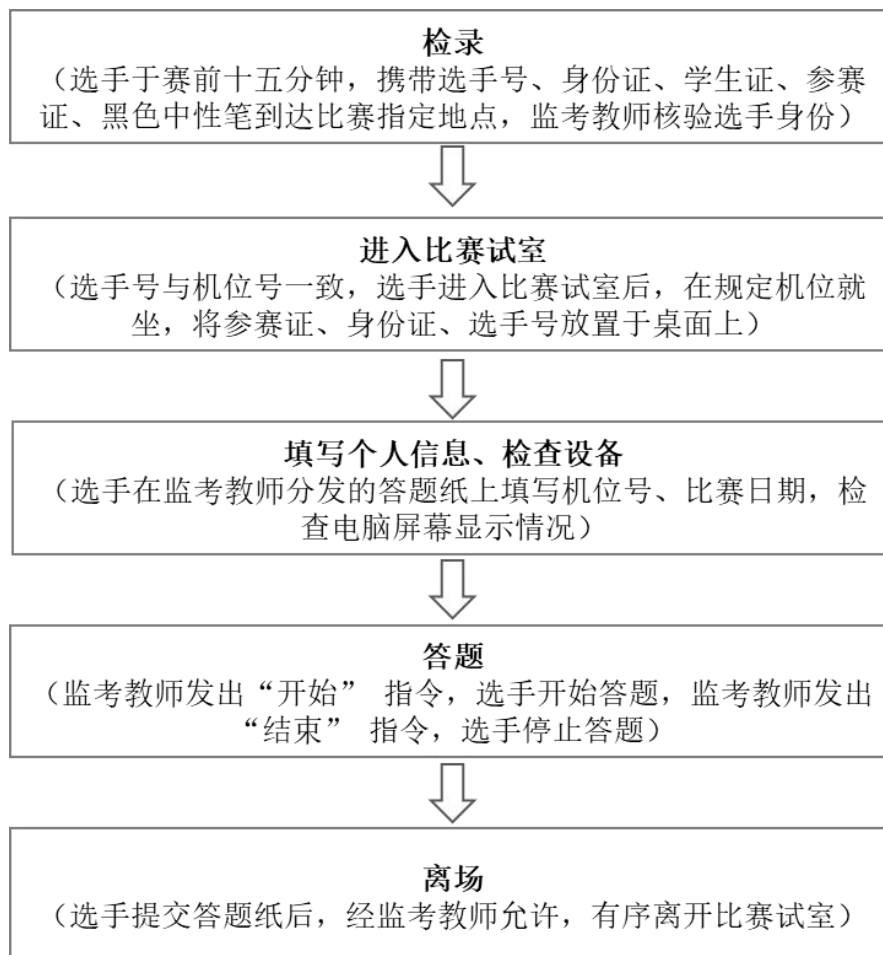 检录
（选手于赛前十五分钟，携带选手号、身份证、学生证、参赛
证、黑色中性笔到达比赛指定地点，监考教师核验选手身份）
进入比赛试室
（选手号与机位号一致，选手进入比赛试室后，在规定机位就
坐，将参赛证、身份证、选手号放置于桌面上）
填写个人信息、检查设备
（选手在监考教师分发的答题纸上填写机位号、比赛日期，检
查电脑屏幕显示情况）
答题
（监考教师发出“开始” 指令，选手开始答题，监考教师发出
“结束” 指令，选手停止答题）
离场
（选手提交答题纸后，经监考教师允许，有序离开比赛试室）